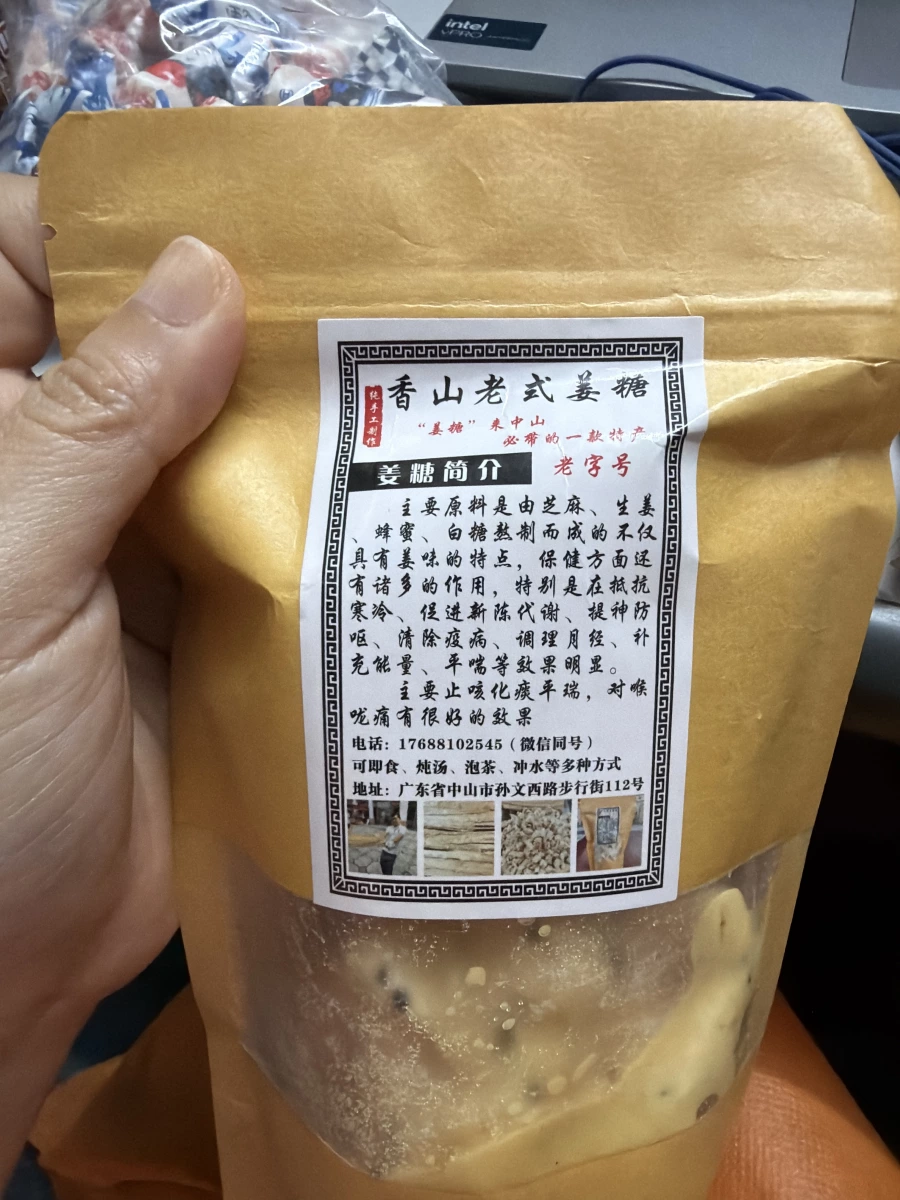 intel
vPRO
香山老式姜糖
纯手工制作
“姜糖”来中山
必带的一款特产
姜糖简介
老字号
主要原料是由芝麻、生姜
、蜂蜜、白糖熬制而成的不仅
具有姜味的特点，保健方面还
有诸多的作用，特别是在抵抗
寒冷、促进新陈代谢、提神防
呕、清除疫病、调理月经、补
充能量、平喘等效果明显。
主要止咳化痰平瑞，对喉
咙痛有很好的效果
电话：17688102545（微信同号）
可即食、炖汤、泡茶、冲水等多种方式
地址：广东省中山市孙文西路步行街112号